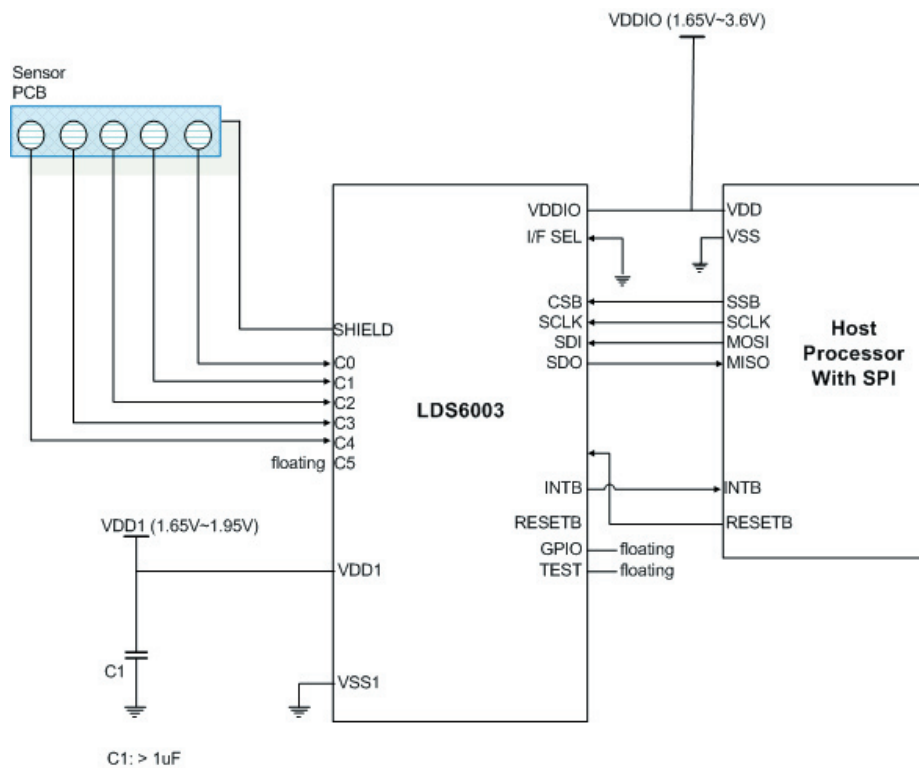 VDDIO (1.65V~3.6V)
Sensor
PCB
VDDIO
VDD
I/F SEL
VSS
CSB
SSB
SHIELD
SCLK
SCLK
SDI
MOSI
C0
SDO
MISO
Host
Processor
With SPI
C1
C2
LDS6003
C3
C4
floating
C5
INTB
INTB
VDD1 (1.65V~1.95V)
RESETB
RESETB
GPIO
floating
VDD1
TEST
floating
C1
VSS1
C1: > 1uF